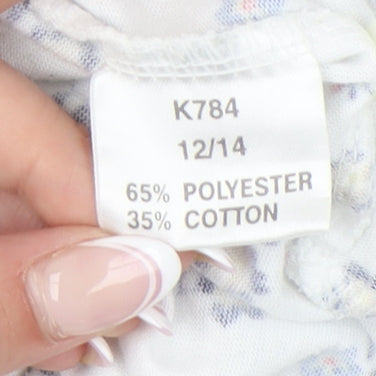 K784
12/14
65% POLYESTER
35% COTTON